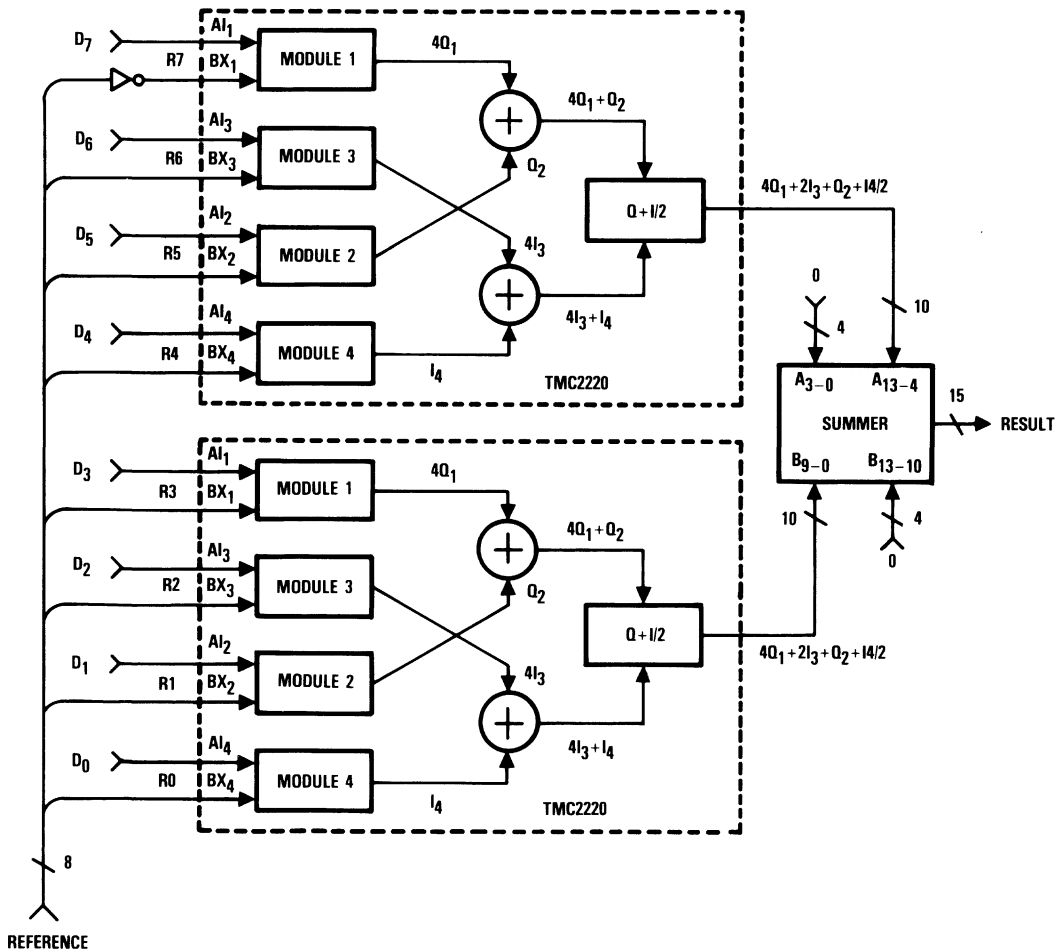 D7 AI1 MODULE 1 4Q1
R7 BX1
4Q1+Q2
D6 AI3 MODULE 3
R6 BX3 Q2
4Q1+2I3+Q2+I4/2
Q+I/2
D5 AI2 MODULE 2
R5 BX2 4I3
0
4 10
D4 AI4 MODULE 4 4I3+I4
R4 BX4 I4
TMC2220
A3–0 A13–4
SUMMER 15 RESULT
B9–0 B13–10
10 4
0
D3 AI1 MODULE 1 4Q1
R3 BX1
4Q1+Q2
D2 AI3 MODULE 3
R2 BX3 Q2
Q+I/2
4Q1+2I3+Q2+I4/2
D1 AI2 MODULE 2
R1 BX2 4I3
4I3+I4
D0 AI4 MODULE 4
R0 BX4 I4
TMC2220
8
REFERENCE